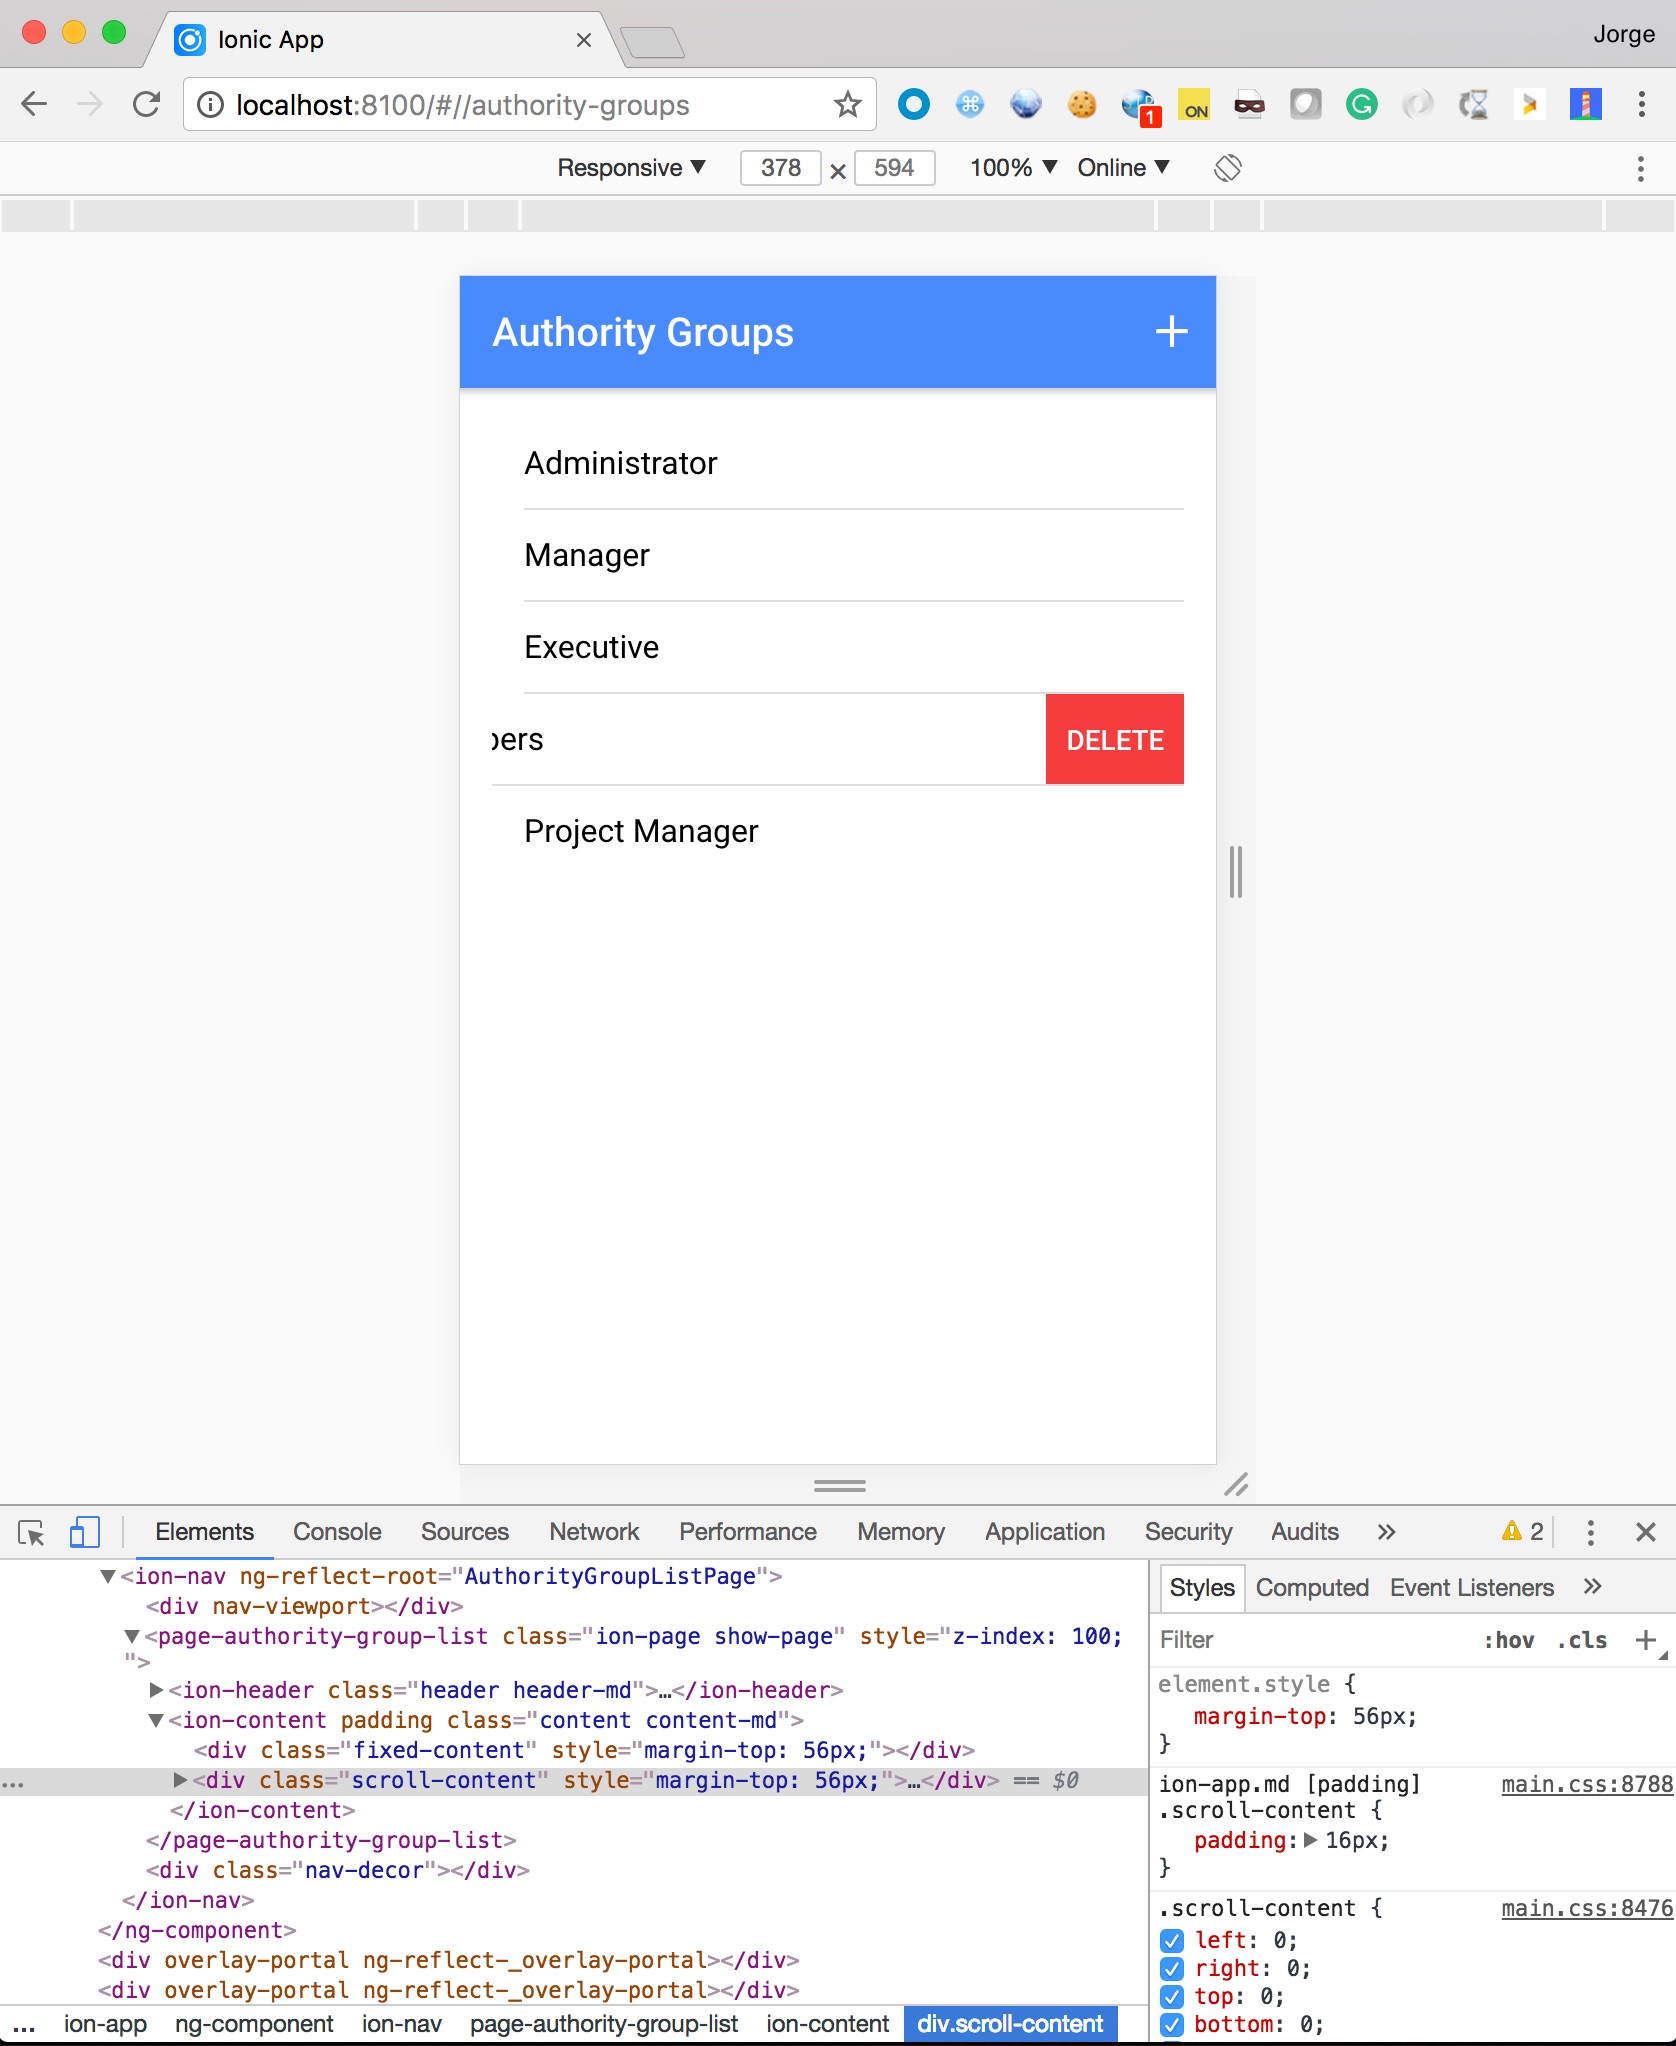 Ionic App
Jorge
localhost:8100/#//authority-groups
1
ON
Responsive ▼ 378 × 594 100% ▼ Online ▼
Authority Groups
Administrator
Manager
Executive
bers DELETE
Project Manager
Elements Console Sources Network Performance Memory Application Security Audits » 2
▼<ion-nav ng-reflect-root="AuthorityGroupListPage">
<div nav-viewport></div>
▼<page-authority-group-list class="ion-page show-page" style="z-index: 100;
">
▶<ion-header class="header header-md">…</ion-header>
▼<ion-content padding class="content content-md">
<div class="fixed-content" style="margin-top: 56px;"></div>
… ▶<div class="scroll-content" style="margin-top: 56px;">…</div> == $0
</ion-content>
</page-authority-group-list>
<div class="nav-decor"></div>
</ion-nav>
</ng-component>
<div overlay-portal ng-reflect-_overlay-portal></div>
<div overlay-portal ng-reflect-_overlay-portal></div>
… ion-app ng-component ion-nav page-authority-group-list ion-content div.scroll-content
Styles Computed Event Listeners »
Filter :hov .cls +
element.style {
margin-top: 56px;
}
ion-app.md [padding] main.css:8788
.scroll-content {
padding:▶16px;
}
.scroll-content { main.css:8476
left: 0;
right: 0;
top: 0;
bottom: 0;